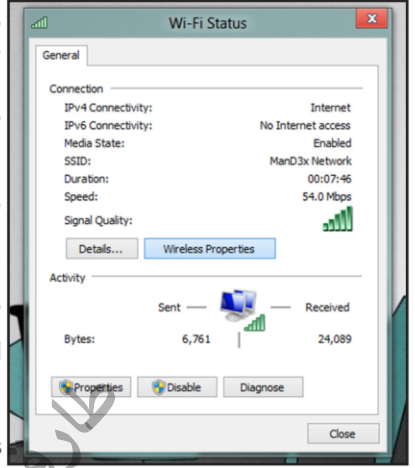 Wi-Fi Status
General
Connection
IPv4 Connectivity: Internet
IPv6 Connectivity: No Internet access
Media State: Enabled
SSID: ManD3x Network
Duration: 00:07:46
Speed: 54.0 Mbps
Signal Quality:
Details... Wireless Properties
Activity
Sent Received
Bytes: 6,761 24,089
Properties Disable Diagnose
Close